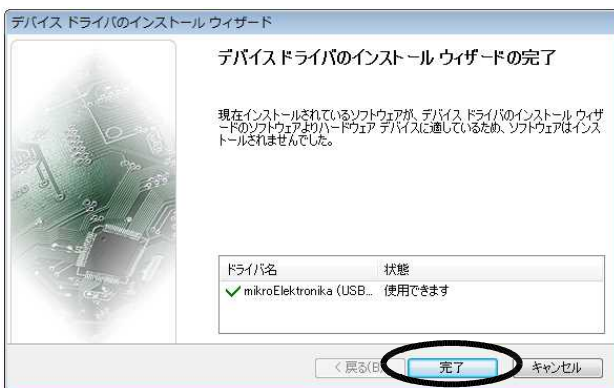 デバイス ドライバのインストール ウィザード
デバイス ドライバのインストール ウィザードの完了
現在インストールされているソフトウェアが、デバイス ドライバのインストール ウィザ
ードのソフトウェアよりハードウェア デバイスに適しているため、ソフトウェアはインス
トールされませんでした。
ドライバ名 状態
mikroElektronika (USB... 使用できます
< 戻る(B) 完了 キャンセル